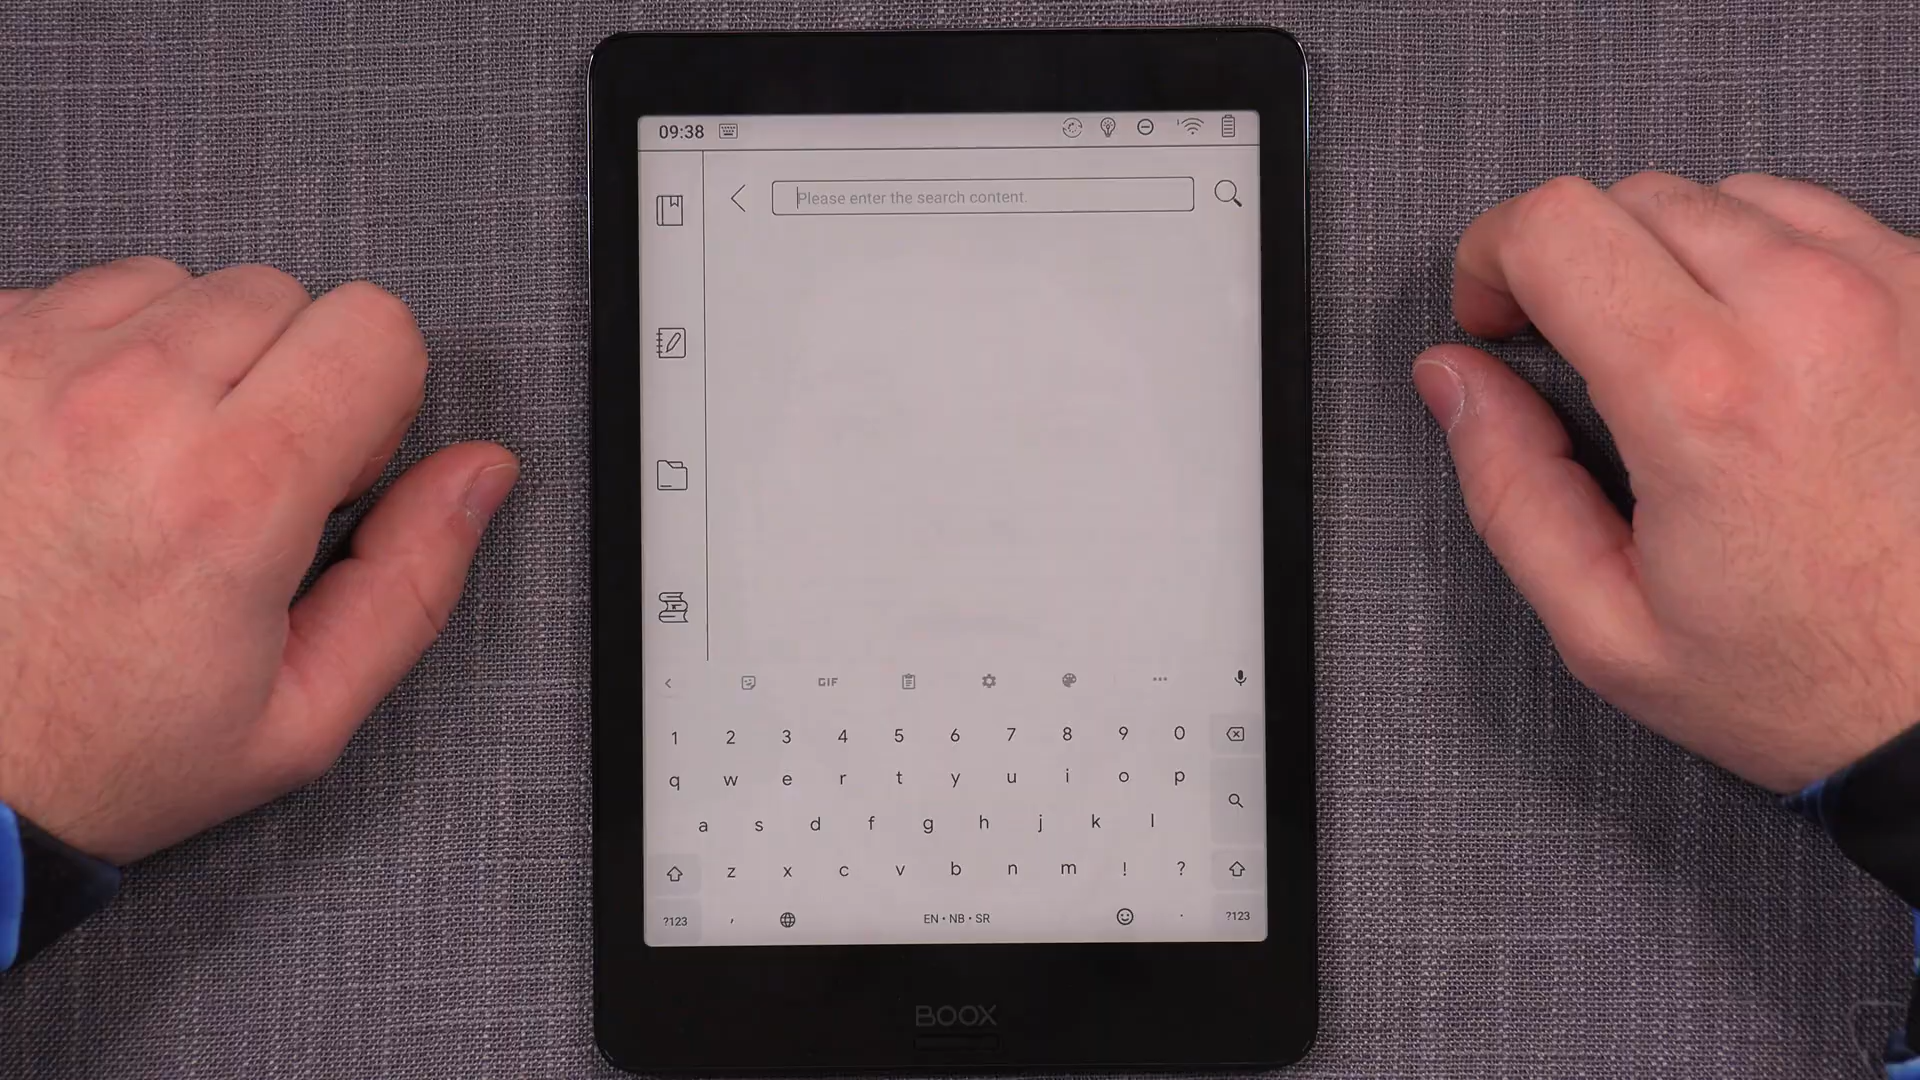 09:38
Please enter the search content.
GIF
1 2 3 4 5 6 7 8 9 0
q w e r t y u i o p
a s d f g h j k l
z x c v b n m ! ?
?123 , EN • NB • SR . ?123
BOOX